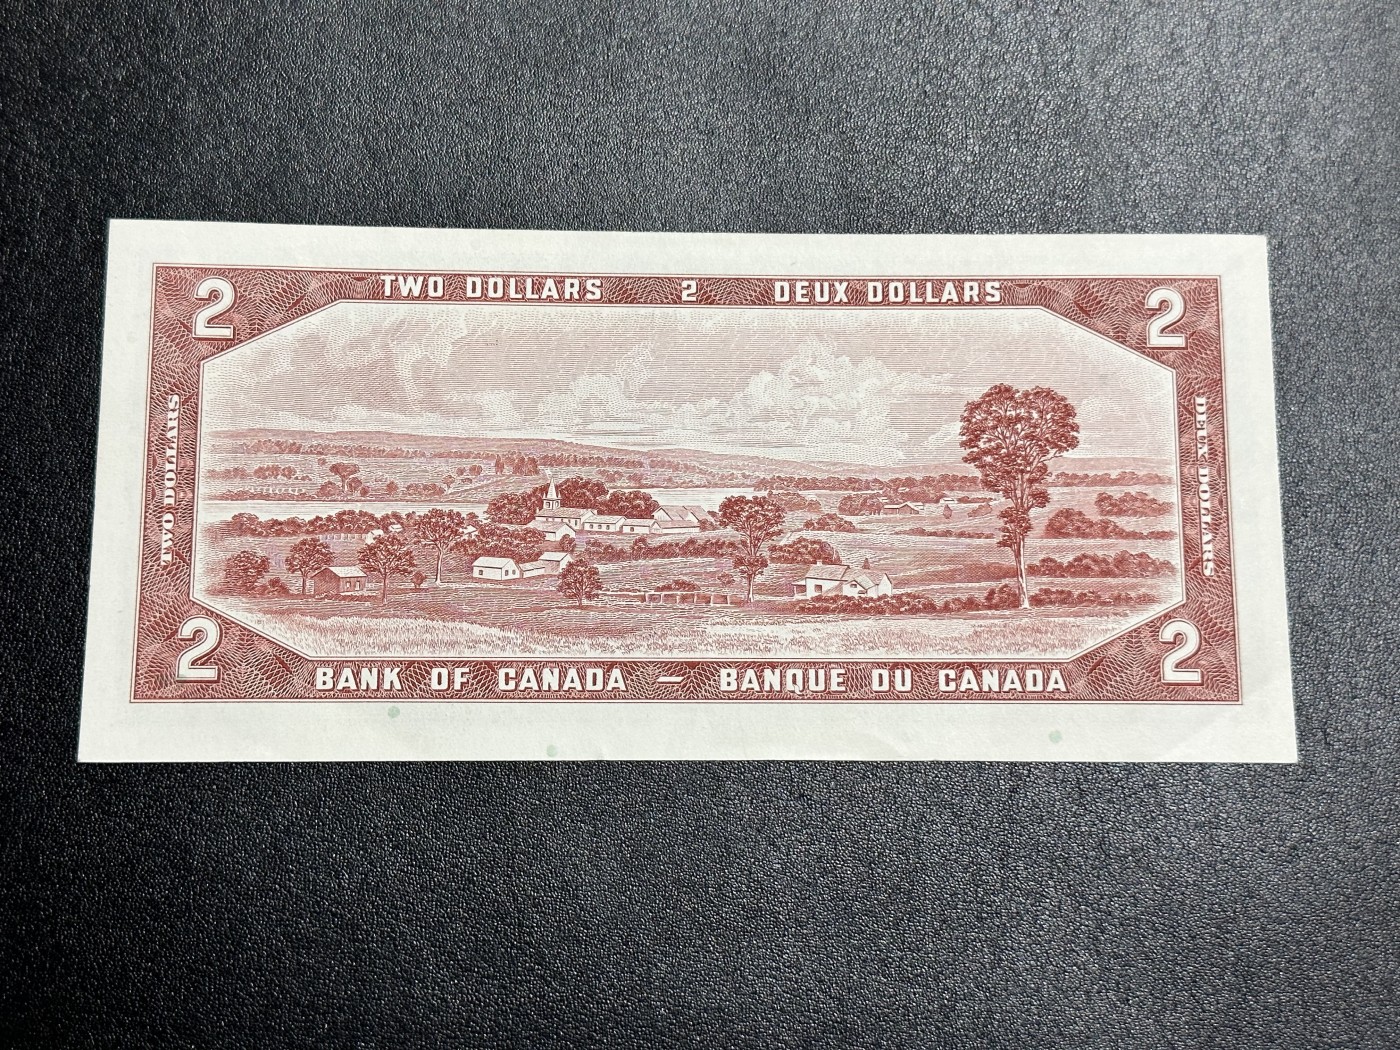 TWO DOLLARS 2 DEUX DOLLARS
2 2
TWO DOLLARS
DEUX DOLLARS
2 2
BANK OF CANADA — BANQUE DU CANADA